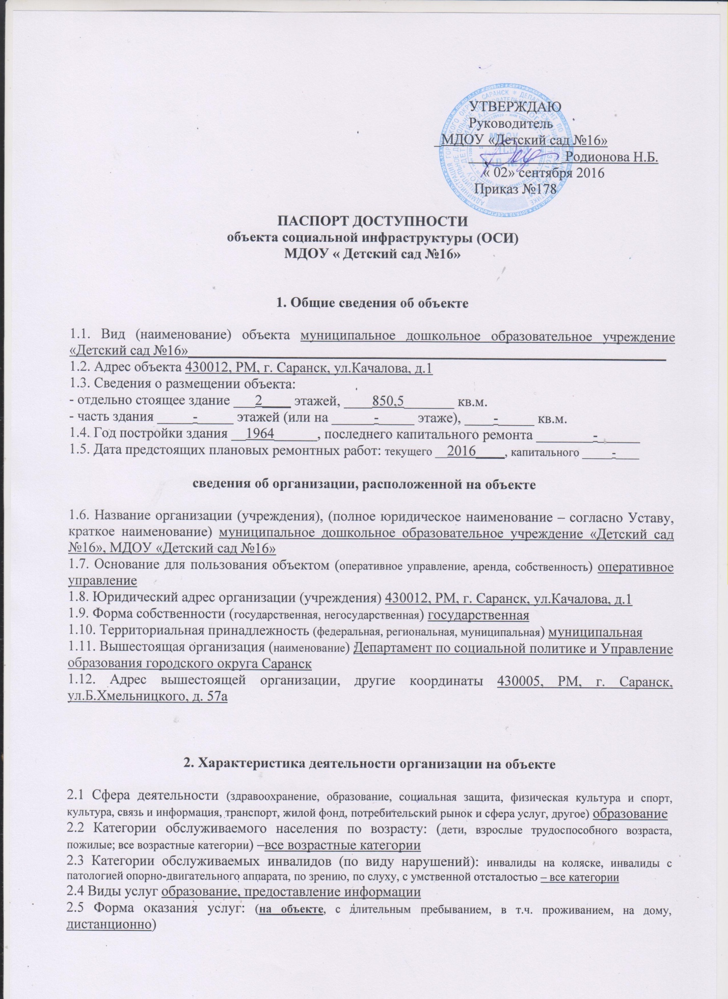 УТВЕРЖДАЮ
Руководитель
МДОУ «Детский сад №16»
Родионова Н.Б.
« 02» сентября 2016
Приказ №178
ПАСПОРТ ДОСТУПНОСТИ
объекта социальной инфраструктуры (ОСИ)
МДОУ « Детский сад №16»
1. Общие сведения об объекте
1.1. Вид (наименование) объекта муниципальное дошкольное образовательное учреждение
«Детский сад №16»
1.2. Адрес объекта 430012, РМ, г. Саранск, ул.Качалова, д.1
1.3. Сведения о размещении объекта:
- отдельно стоящее здание ___2____ этажей, ____850,5_______ кв.м.
- часть здания _____-_____ этажей (или на ______-_____ этаже), ____-_____ кв.м.
1.4. Год постройки здания __1964______, последнего капитального ремонта ________-______
1.5. Дата предстоящих плановых ремонтных работ: текущего __2016____, капитального _____-____
сведения об организации, расположенной на объекте
1.6. Название организации (учреждения), (полное юридическое наименование – согласно Уставу,
краткое наименование) муниципальное дошкольное образовательное учреждение «Детский сад
№16», МДОУ «Детский сад №16»
1.7. Основание для пользования объектом (оперативное управление, аренда, собственность) оперативное
управление
1.8. Юридический адрес организации (учреждения) 430012, РМ, г. Саранск, ул.Качалова, д.1
1.9. Форма собственности (государственная, негосударственная) государственная
1.10. Территориальная принадлежность (федеральная, региональная, муниципальная) муниципальная
1.11. Вышестоящая организация (наименование) Департамент по социальной политике и Управление
образования городского округа Саранск
1.12. Адрес вышестоящей организации, другие координаты 430005, РМ, г. Саранск,
ул.Б.Хмельницкого, д. 57а
2. Характеристика деятельности организации на объекте
2.1 Сфера деятельности (здравоохранение, образование, социальная защита, физическая культура и спорт,
культура, связь и информация, транспорт, жилой фонд, потребительский рынок и сфера услуг, другое) образование
2.2 Категории обслуживаемого населения по возрасту: (дети, взрослые трудоспособного возраста,
пожилые; все возрастные категории) –все возрастные категории
2.3 Категории обслуживаемых инвалидов (по виду нарушений): инвалиды на коляске, инвалиды с
патологией опорно-двигательного аппарата, по зрению, по слуху, с умственной отсталостью – все категории
2.4 Виды услуг образование, предоставление информации
2.5 Форма оказания услуг: (на объекте, с длительным пребыванием, в т.ч. проживанием, на дому,
дистанционно)